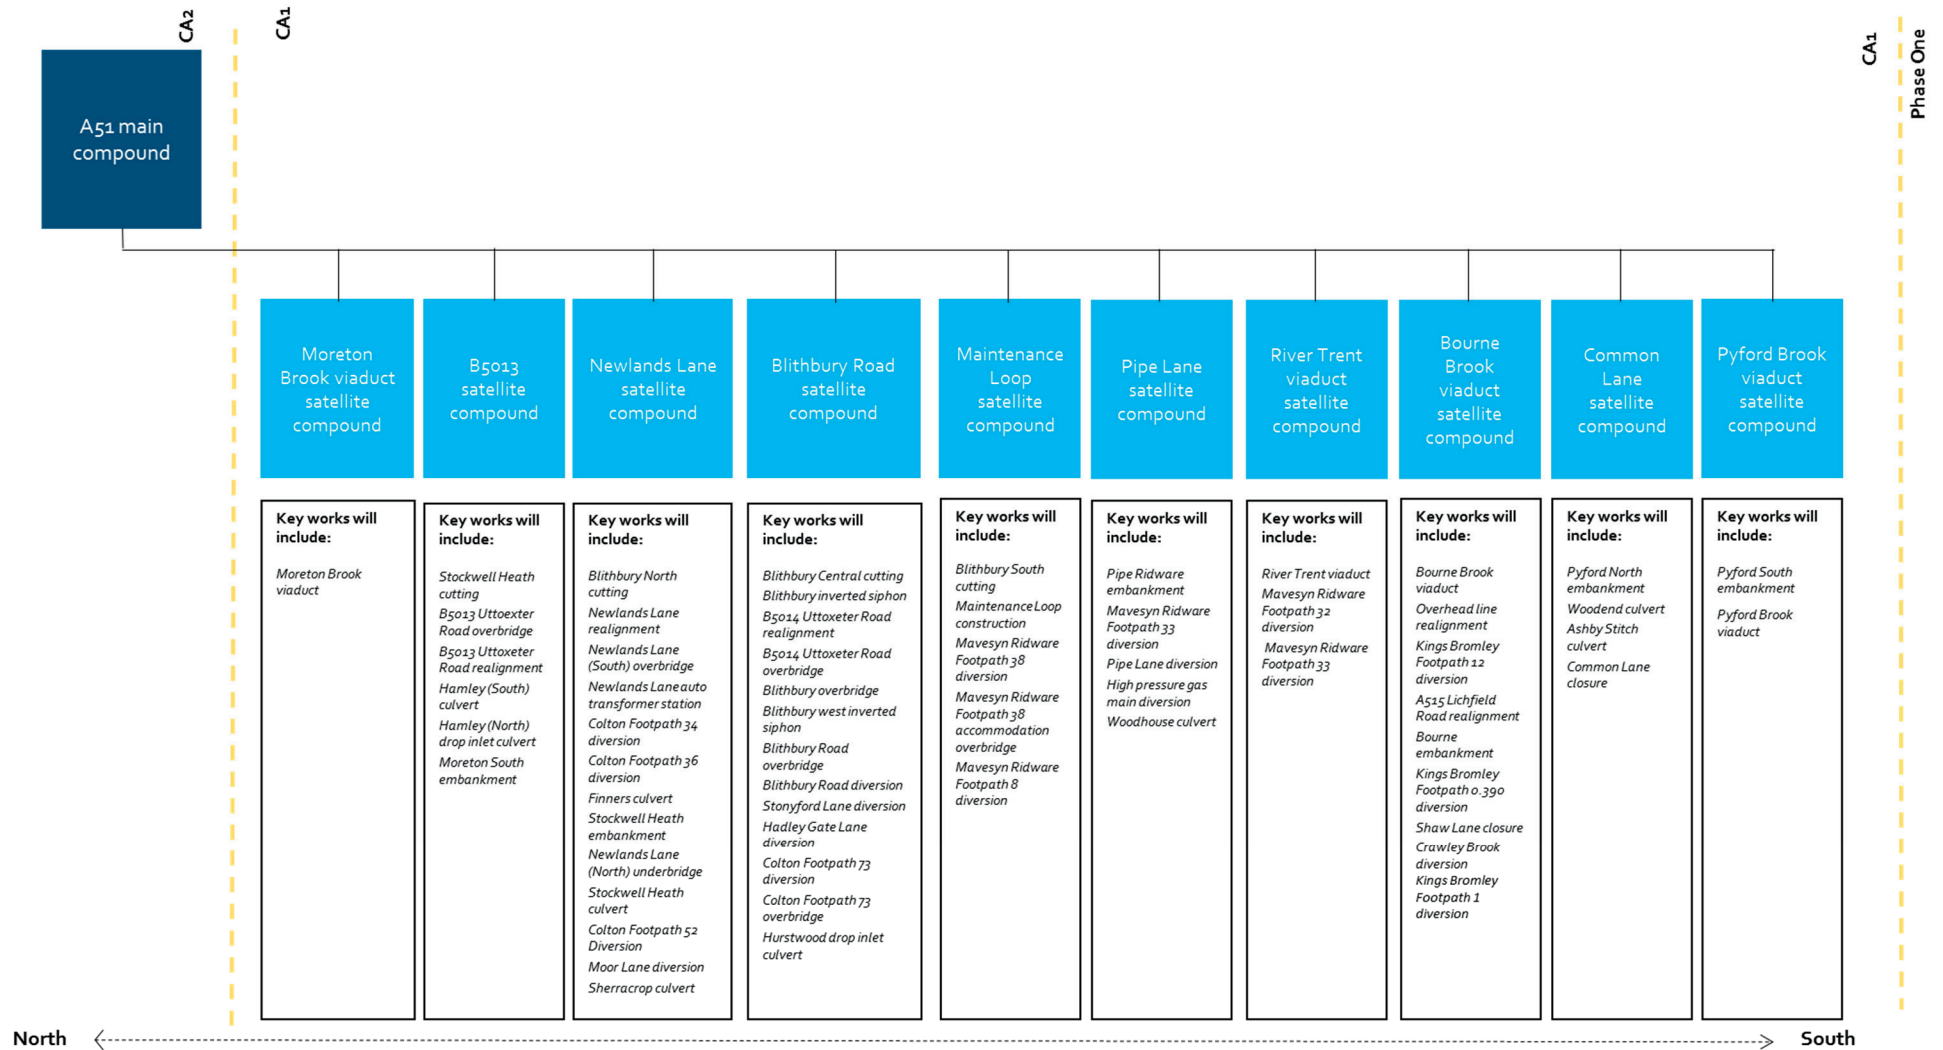 CA2
CA1
CA1
Phase One
A51 main
compound
Moreton
Brook viaduct
satellite
compound
B5013
satellite
compound
Newlands Lane
satellite
compound
Blithbury Road
satellite
compound
Maintenance
Loop
satellite
compound
Pipe Lane
satellite
compound
River Trent
viaduct
satellite
compound
Bourne
Brook
viaduct
satellite
compound
Common
Lane
satellite
compound
Pyford Brook
viaduct
satellite
compound
Key works will
include:
Moreton Brook
viaduct
Key works will
include:
Stockwell Heath
cutting
B5013 Uttoexter
Road overbridge
B5013 Uttoxeter
Road realignment
Hamley (South)
culvert
Hamley (North)
drop inlet culvert
Moreton South
embankment
Key works will
include:
Blithbury North
cutting
Newlands Lane
realignment
Newlands Lane
(South) overbridge
Newlands Lane auto
transformer station
Colton Footpath 34
diversion
Colton Footpath 36
diversion
Finners culvert
Stockwell Heath
embankment
Newlands Lane
(North) underbridge
Stockwell Heath
culvert
Colton Footpath 52
Diversion
Moor Lane diversion
Sherracrop culvert
Key works will
include:
Blithbury Central cutting
Blithbury inverted siphon
B5014 Uttoxeter Road
realignment
B5014 Uttoxeter Road
overbridge
Blithbury overbridge
Blithbury west inverted
siphon
Blithbury Road
overbridge
Blithbury Road diversion
Stonyford Lane diversion
Hadley Gate Lane
diversion
Colton Footpath 73
diversion
Colton Footpath 73
overbridge
Hurstwood drop inlet
culvert
Key works will
include:
Blithbury South
cutting
Maintenance Loop
construction
Mavesyn Ridware
Footpath 38
diversion
Mavesyn Ridware
Footpath 38
accommodation
overbridge
Mavesyn Ridware
Footpath 8
diversion
Key works will
include:
Pipe Ridware
embankment
Mavesyn Ridware
Footpath 33
diversion
Pipe Lane diversion
High pressure gas
main diversion
Woodhouse culvert
Key works will
include:
River Trent viaduct
Mavesyn Ridware
Footpath 32
diversion
Mavesyn Ridware
Footpath 33
diversion
Key works will
include:
Bourne Brook
viaduct
Overhead line
realignment
Kings Bromley
Footpath 12
diversion
A515 Lichfield
Road realignment
Bourne
embankment
Kings Bromley
Footpath 0.390
diversion
Shaw Lane closure
Crawley Brook
diversion
Kings Bromley
Footpath 1
diversion
Key works will
include:
Pyford North
embankment
Woodend culvert
Ashby Stitch
culvert
Common Lane
closure
Key works will
include:
Pyford South
embankment
Pyford Brook
viaduct
North
South